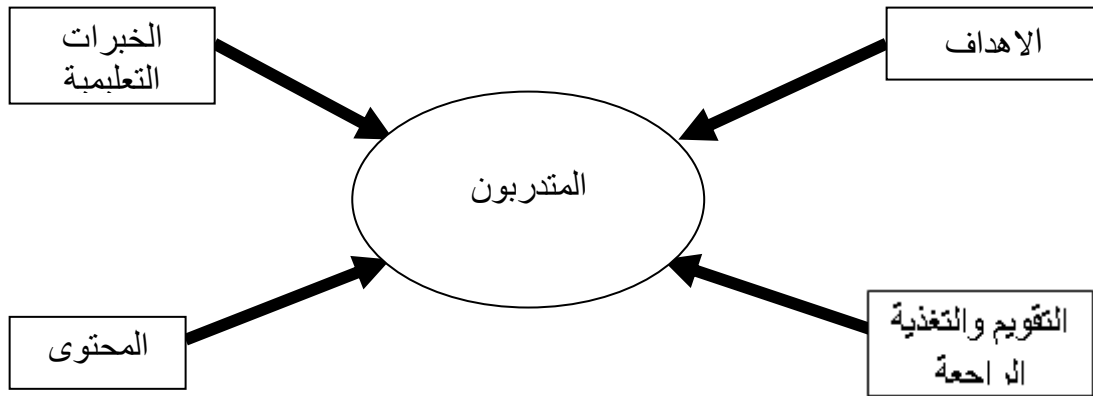 الاهداف
الخبرات
التعليمية
المتدربون
التقويم والتغذية
الراجعة
المحتوى